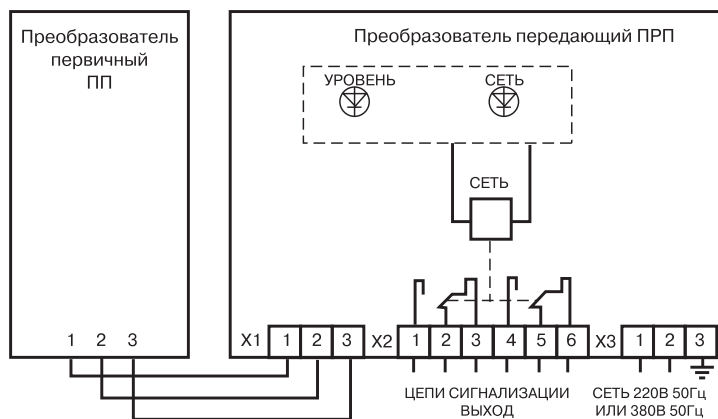 Преобразователь
первичный
ПП
Преобразователь передающий ПРП
УРОВЕНЬ
СЕТЬ
СЕТЬ
1 2 3
X1 1 2 3
X2 1 2 3 4 5 6
X3 1 2 3
ЦЕПИ СИГНАЛИЗАЦИИ
ВЫХОД
СЕТЬ 220В 50Гц
ИЛИ 380В 50Гц